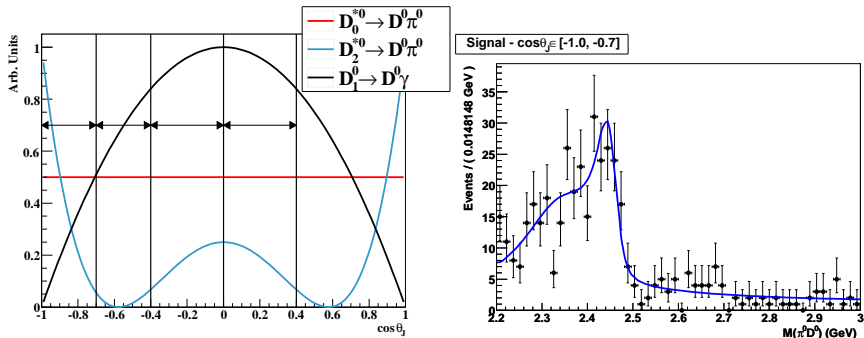 D₀*⁰ → D⁰π⁰
D₂*⁰ → D⁰π⁰
D₁⁰ → D⁰γ
Arb. Units
1
0.8
0.6
0.4
0.2
0
-1 -0.8 -0.6 -0.4 -0.2 0 0.2 0.4 0.6 0.8 1
cosθ_J
Signal - cosθ_J∈ [-1.0, -0.7]
Events / ( 0.0148148 GeV )
35
30
25
20
15
10
5
0
2.2 2.3 2.4 2.5 2.6 2.7 2.8 2.9 3
M(π⁰D⁰) (GeV)